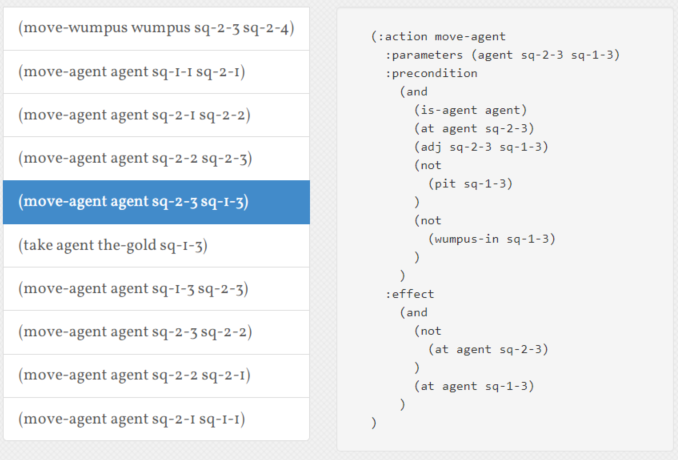 (move-wumpus wumpus sq-2-3 sq-2-4)
(move-agent agent sq-1-1 sq-2-1)
(move-agent agent sq-2-1 sq-2-2)
(move-agent agent sq-2-2 sq-2-3)
(move-agent agent sq-2-3 sq-1-3)
(take agent the-gold sq-1-3)
(move-agent agent sq-1-3 sq-2-3)
(move-agent agent sq-2-3 sq-2-2)
(move-agent agent sq-2-2 sq-2-1)
(move-agent agent sq-2-1 sq-1-1)
(:action move-agent
  :parameters (agent sq-2-3 sq-1-3)
  :precondition
    (and
      (is-agent agent)
      (at agent sq-2-3)
      (adj sq-2-3 sq-1-3)
      (not
        (pit sq-1-3)
      )
      (not
        (wumpus-in sq-1-3)
      )
    )
  :effect
    (and
      (not
        (at agent sq-2-3)
      )
      (at agent sq-1-3)
    )
)